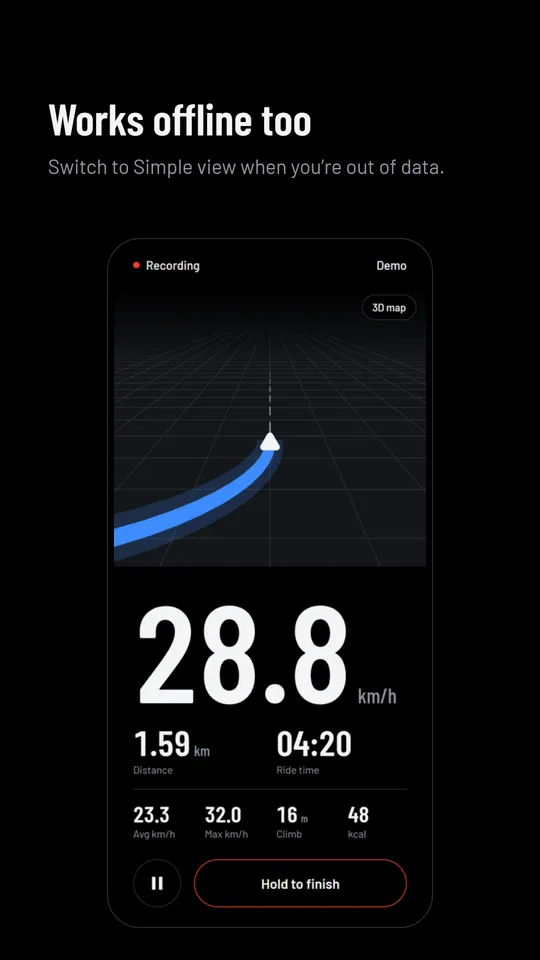 Works offline too
Switch to Simple view when you’re out of data.
Recording
Demo
3D map
28.8 km/h
1.59 km
04:20
Distance
Ride time
23.3
32.0
16 m
48
Avg km/h
Max km/h
Climb
kcal
Hold to finish